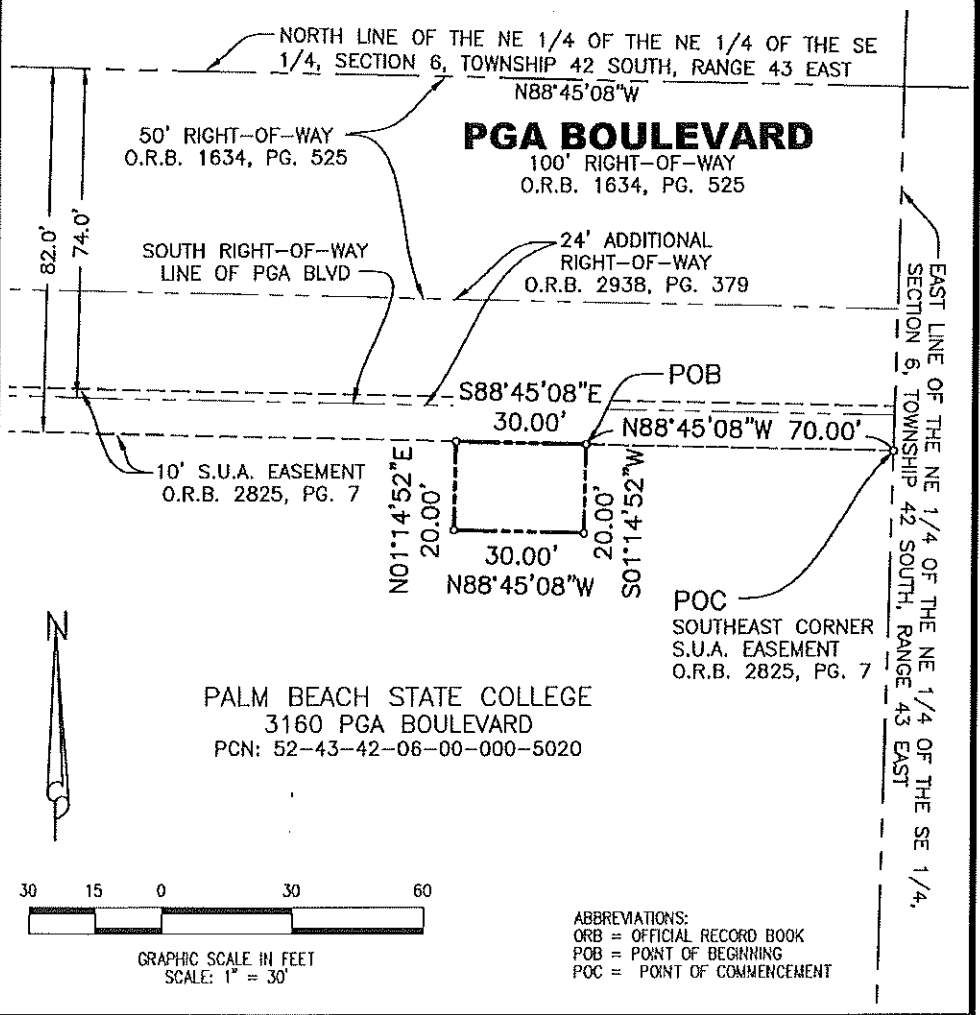 NORTH LINE OF THE NE 1/4 OF THE NE 1/4 OF THE SE
1/4, SECTION 6, TOWNSHIP 42 SOUTH, RANGE 43 EAST
N88°45'08"W
PGA BOULEVARD
100' RIGHT-OF-WAY
O.R.B. 1634, PG. 525
50' RIGHT-OF-WAY
O.R.B. 1634, PG. 525
82.0'
74.0'
SOUTH RIGHT-OF-WAY
LINE OF PGA BLVD
24' ADDITIONAL
RIGHT-OF-WAY
O.R.B. 2938, PG. 379
EAST LINE OF THE NE 1/4 OF THE NE 1/4 OF THE SE 1/4,
SECTION 6, TOWNSHIP 42 SOUTH, RANGE 43 EAST
S88°45'08"E
30.00'
POB
N88°45'08"W 70.00'
10' S.U.A. EASEMENT
O.R.B. 2825, PG. 7
N01°14'52"E
20.00'
20.00'
S01°14'52"W
30.00'
N88°45'08"W
POC
SOUTHEAST CORNER
S.U.A. EASEMENT
O.R.B. 2825, PG. 7
N
PALM BEACH STATE COLLEGE
3160 PGA BOULEVARD
PCN: 52-43-42-06-00-000-5020
30 15 0 30 60
GRAPHIC SCALE IN FEET
SCALE: 1" = 30'
ABBREVIATIONS:
ORB = OFFICIAL RECORD BOOK
POB = POINT OF BEGINNING
POC = POINT OF COMMENCEMENT